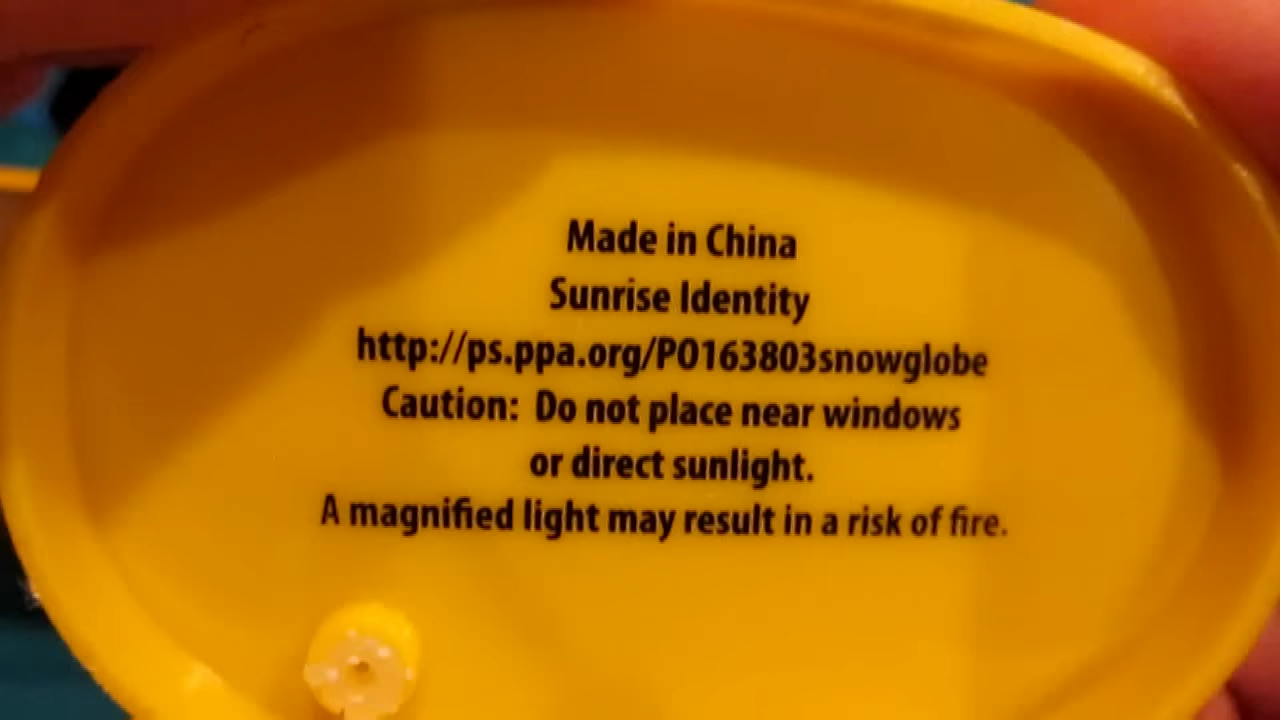 Made in China
Sunrise Identity
http://ps.ppa.org/PO163803snowglobe
Caution: Do not place near windows
or direct sunlight.
A magnified light may result in a risk of fire.